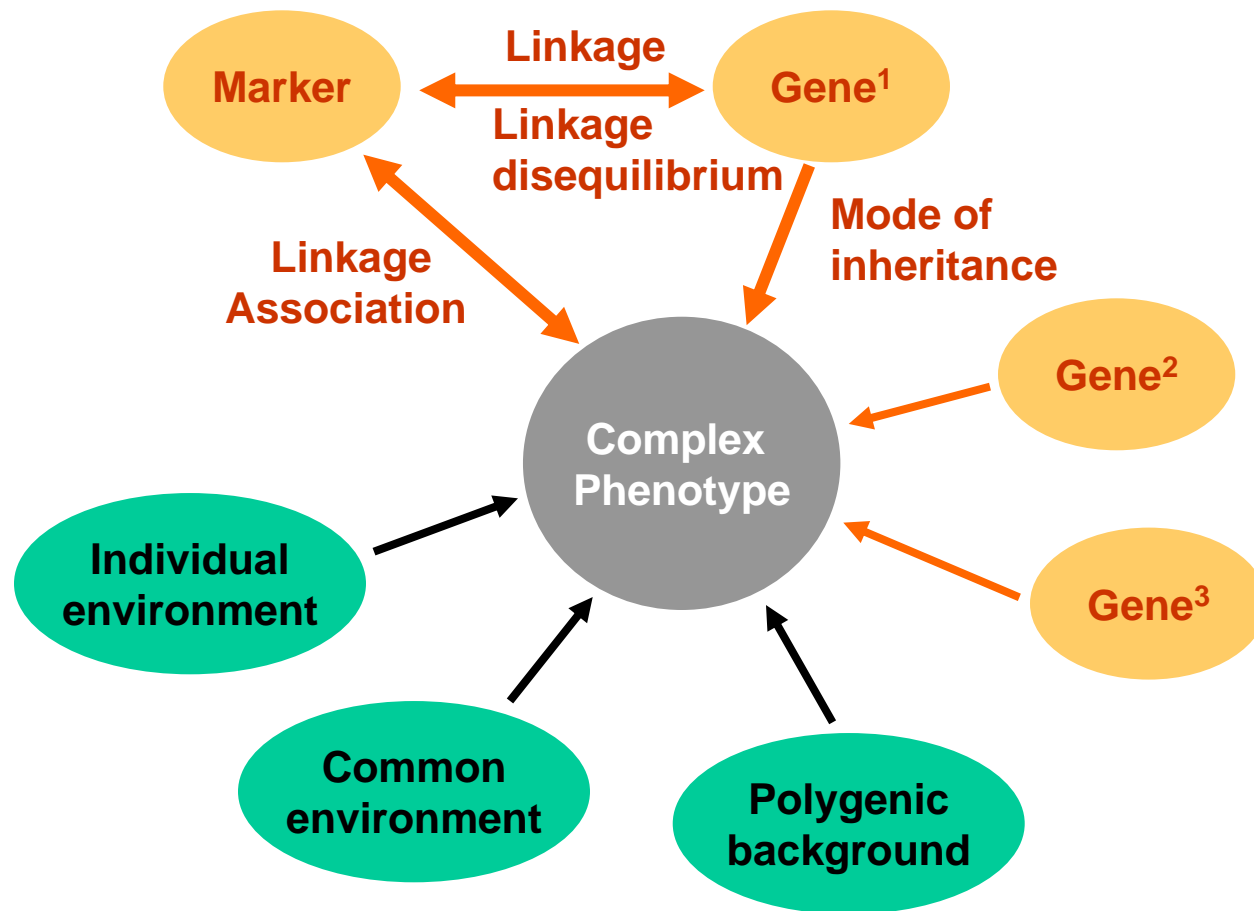 Linkage
Marker
Gene¹
Linkage
disequilibrium
Mode of
inheritance
Linkage
Association
Gene²
Complex
Phenotype
Individual
environment
Gene³
Common
environment
Polygenic
background